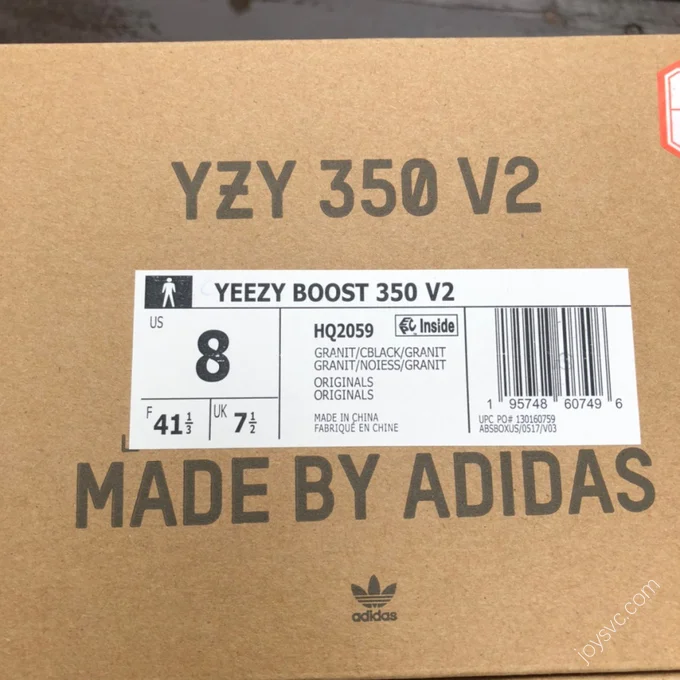 YZY 350 V2
YEEZY BOOST 350 V2
US
8
F
41 1/3
UK
7 1/2
HQ2059
Inside
GRANIT/CBLACK/GRANIT
GRANIT/NOIESS/GRANIT
ORIGINALS
ORIGINALS
MADE IN CHINA
FABRIQUÉ EN CHINE
1 95748 60749 6
UPC PO# 130160759
ABSBOXUS/0517/V03
MADE BY ADIDAS
adidas
joysvc.com